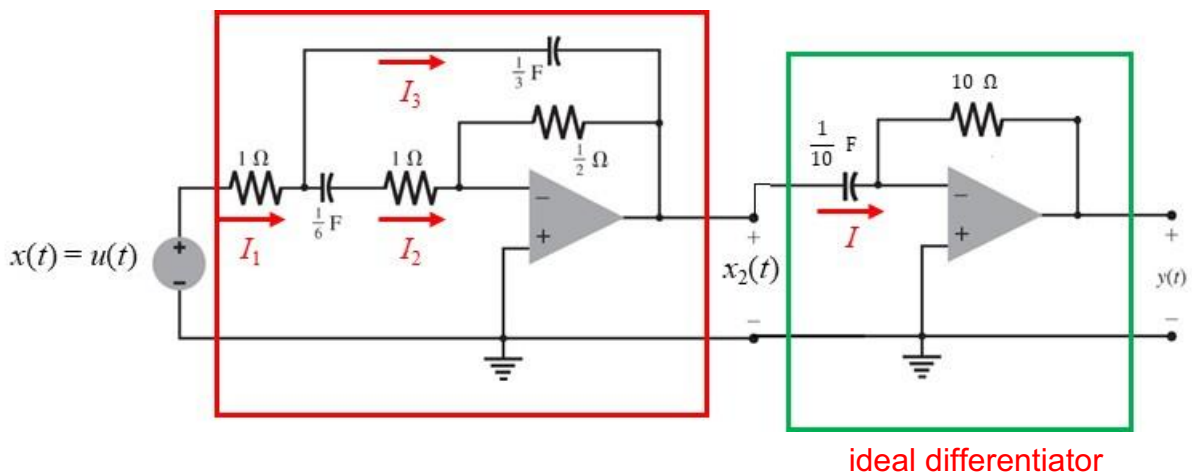 1/3 F
I3
10 Ω
1/10 F
1/2 Ω
1 Ω
1 Ω
1/6 F
−
+
−
+
I1
I2
I
x(t) = u(t)
+
−
+
x2(t)
−
+
y(t)
−
ideal differentiator